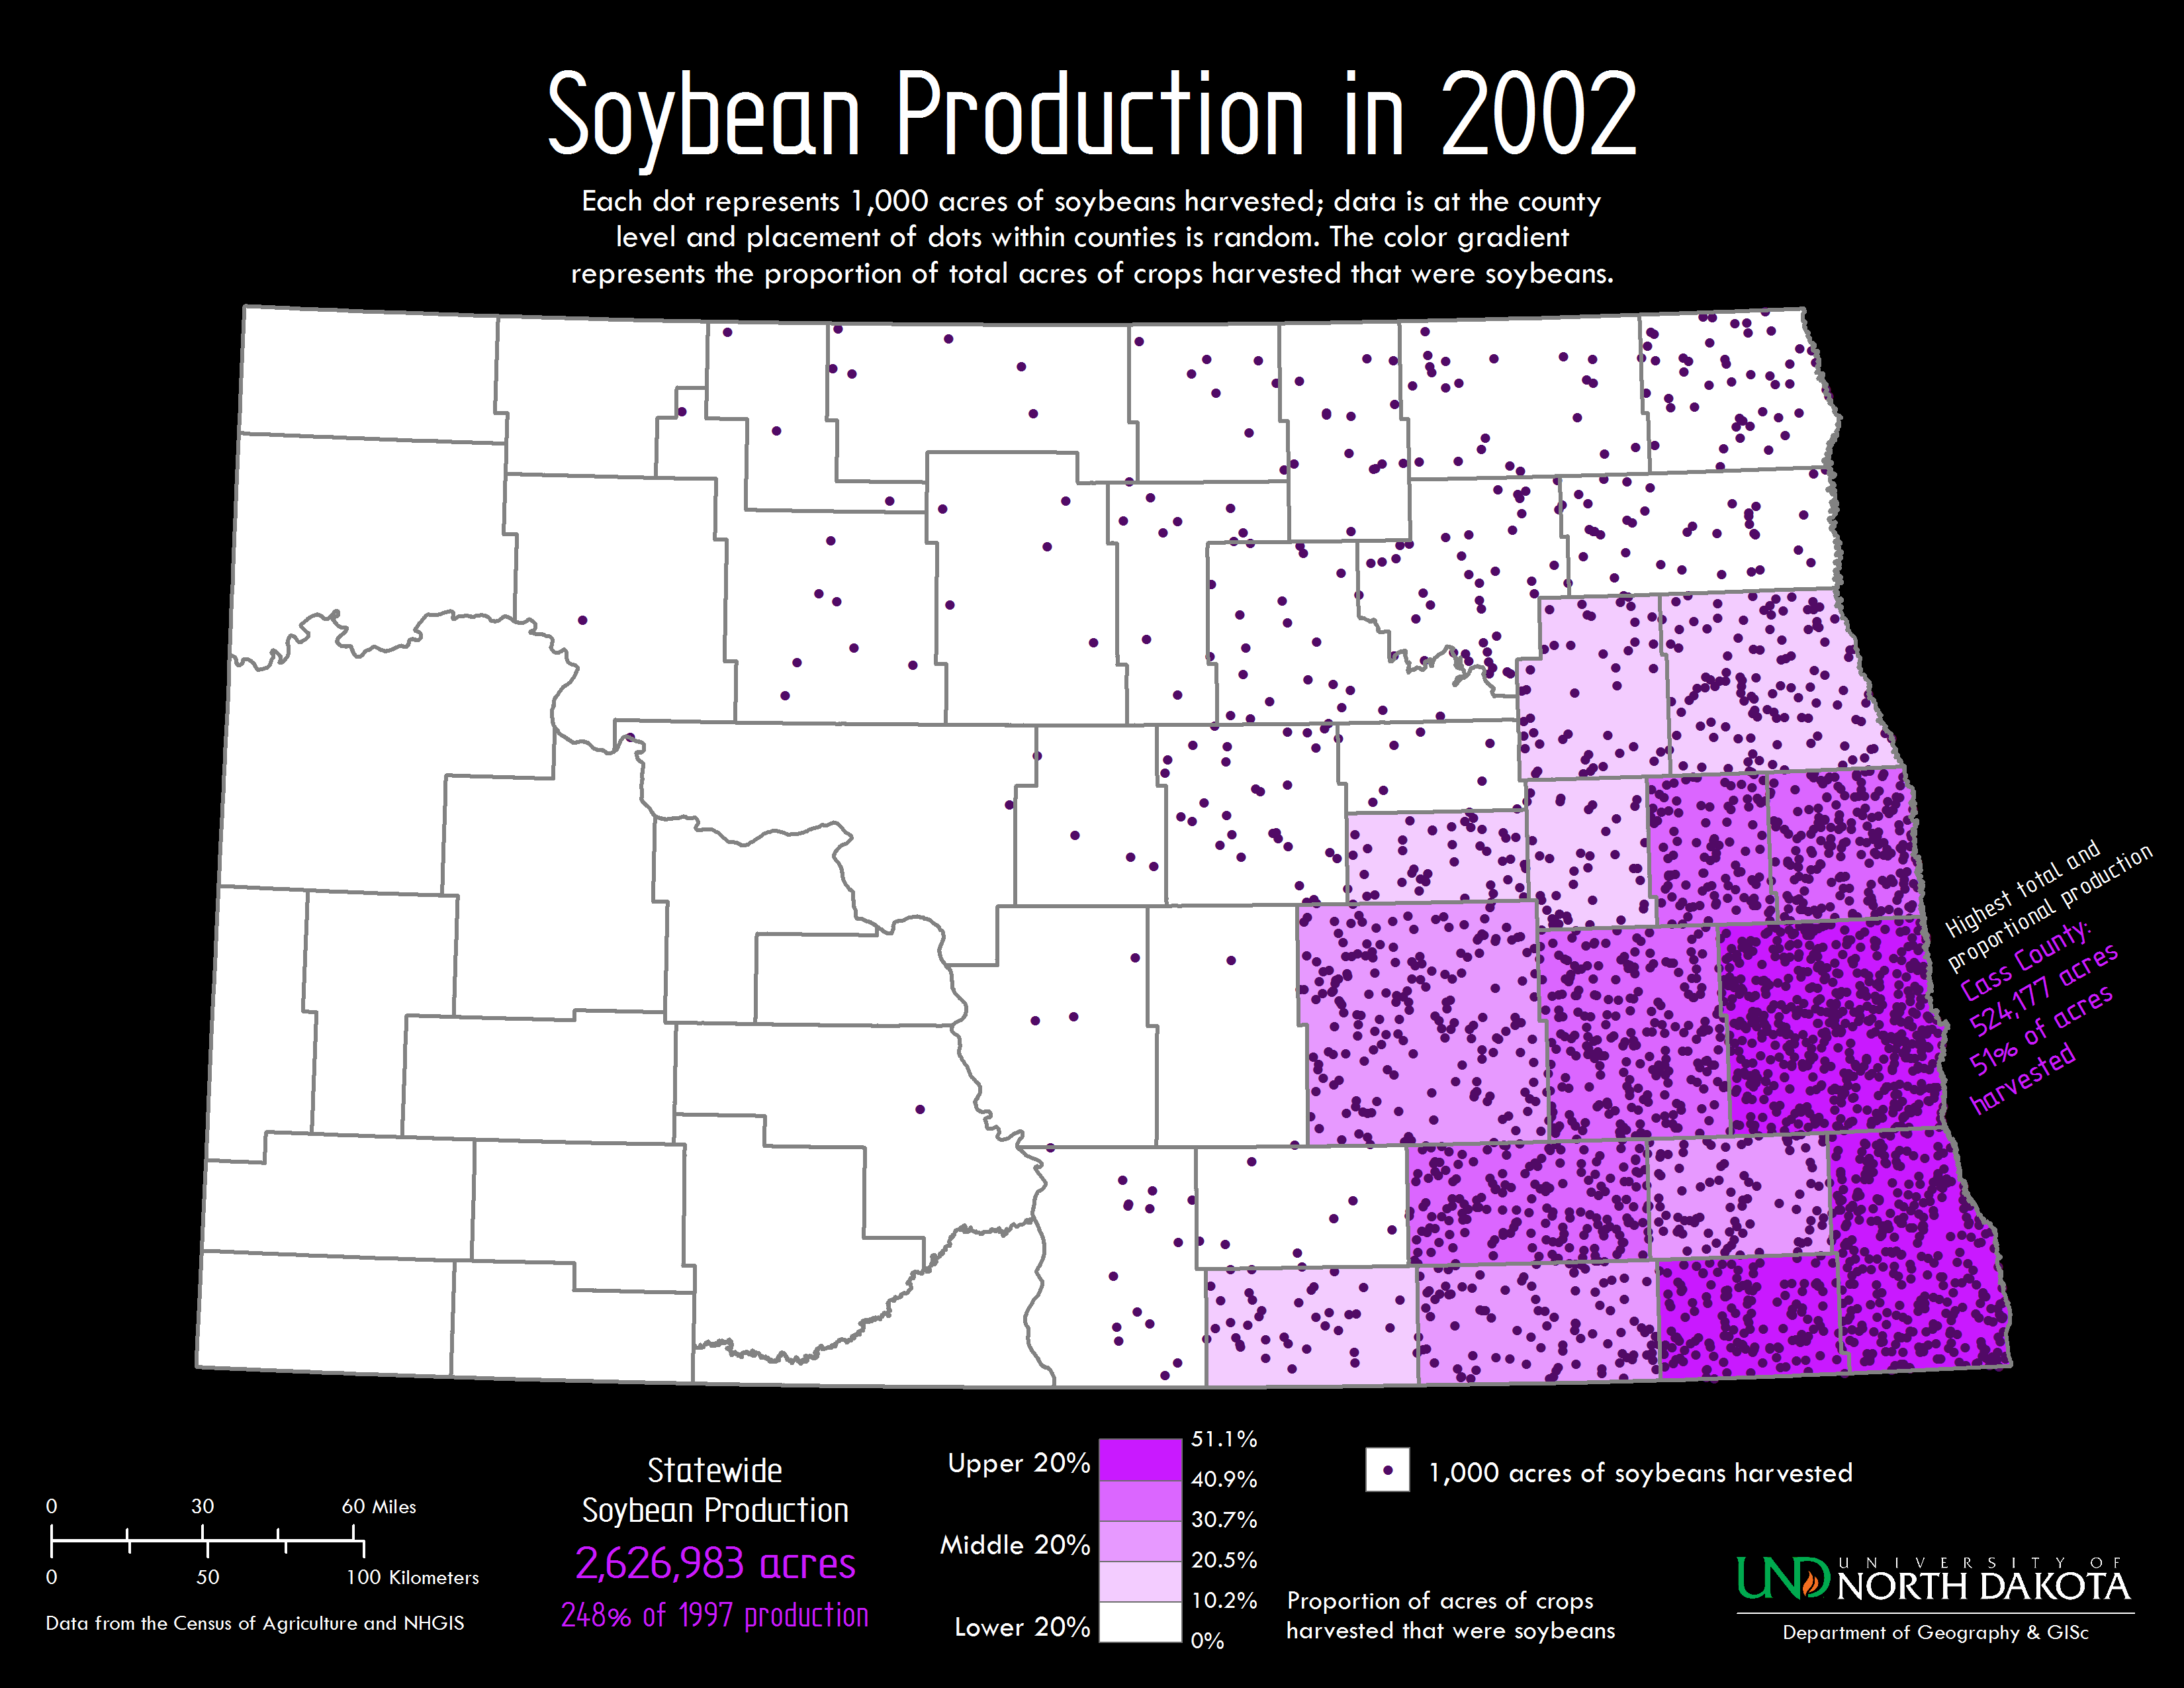 Soybean Production in 2002
Each dot represents 1,000 acres of soybeans harvested; data is at the county
level and placement of dots within counties is random. The color gradient
represents the proportion of total acres of crops harvested that were soybeans.
Highest total and
proportional production
Cass County:
524,177 acres
51% of acres
harvested
0 30 60 Miles
0 50 100 Kilometers
Data from the Census of Agriculture and NHGIS
Statewide
Soybean Production
2,626,983 acres
248% of 1997 production
Upper 20%
Middle 20%
Lower 20%
51.1%
40.9%
30.7%
20.5%
10.2%
0%
Proportion of acres of crops
harvested that were soybeans
1,000 acres of soybeans harvested
UND UNIVERSITY OF
NORTH DAKOTA
Department of Geography & GISc